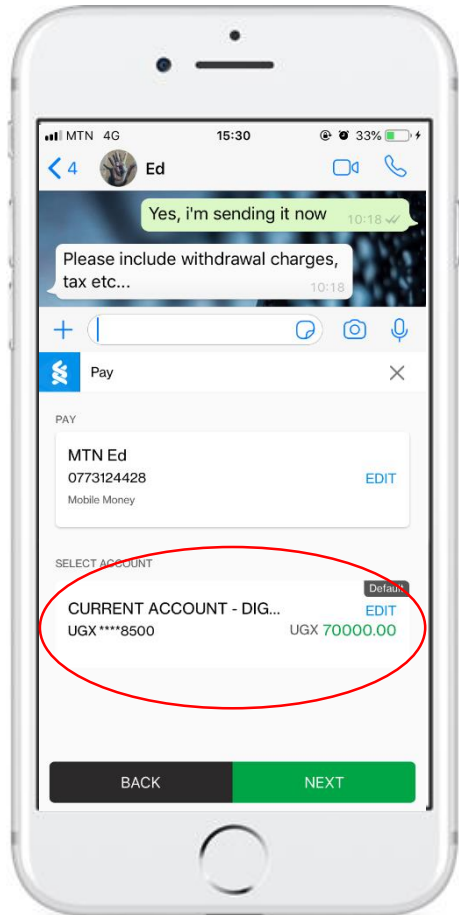 MTN 4G 15:30 33%
4 Ed
Yes, i'm sending it now 10:18
Please include withdrawal charges,
tax etc... 10:18
Pay
PAY
MTN Ed
0773124428 EDIT
Mobile Money
SELECT ACCOUNT
Default
CURRENT ACCOUNT - DIG... EDIT
UGX ****8500 UGX 70000.00
BACK NEXT